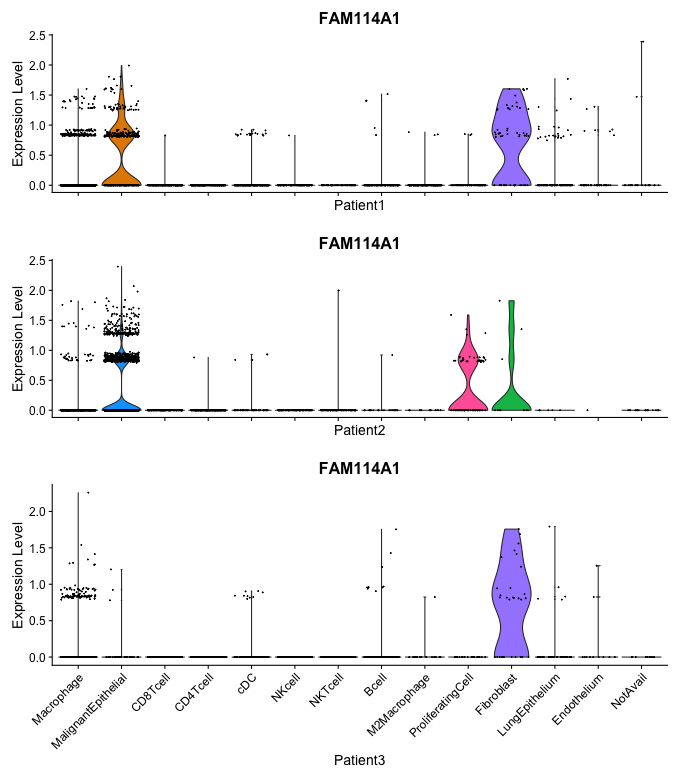 FAM114A1
2.5
2.0
1.5
1.0
0.5
0.0
Expression Level
Patient1
FAM114A1
2.5
2.0
1.5
1.0
0.5
0.0
Expression Level
Patient2
FAM114A1
2.0
1.5
1.0
0.5
0.0
Expression Level
Macrophage
MalignantEpithelial
CD8Tcell
CD4Tcell
cDC
NKcell
NKTcell
Bcell
M2Macrophage
ProliferatingCell
Fibroblast
LungEpithelium
Endothelium
NotAvail
Patient3